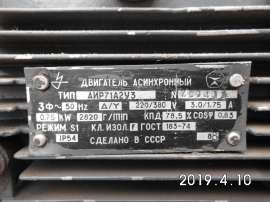 ДВИГАТЕЛЬ АСИНХРОННЫЙ
ТИП АИР71А2У3 N
3Ф~ 50 Hz Δ/Y 220/380 V 3.0/1.75 A
0,75 kW 2820 r/min КПД 78.5% COSφ 0.83
РЕЖИМ S1 КЛ. ИЗОЛ. F ГОСТ 183-74
IP54 СДЕЛАНО В СССР
2019.4.10